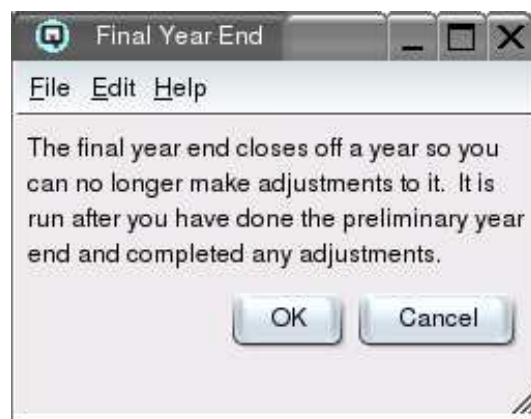 Final Year End
File Edit Help
The final year end closes off a year so you
can no longer make adjustments to it. It is
run after you have done the preliminary year
end and completed any adjustments.
OK Cancel